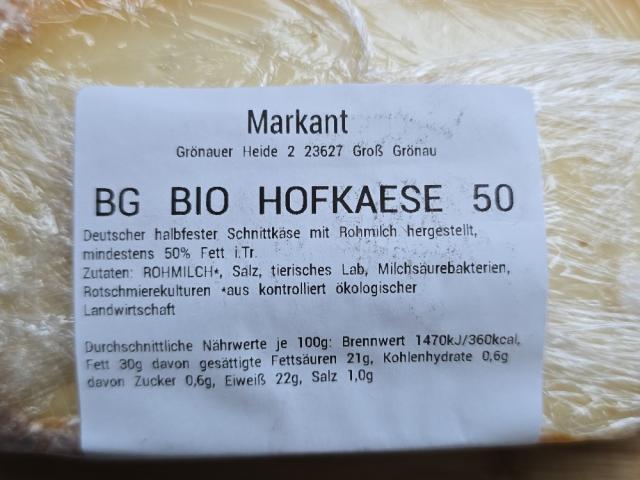 Markant
Grönauer Heide 2 23627 Groß Grönau
BG BIO HOFKAESE 50
Deutscher halbfester Schnittkäse mit Rohmilch hergestellt,
mindestens 50% Fett i.Tr.
Zutaten: ROHMILCH*, Salz, tierisches Lab, Milchsäurebakterien,
Rotschmierekulturen *aus kontrolliert ökologischer
Landwirtschaft
Durchschnittliche Nährwerte je 100g: Brennwert 1470kJ/360kcal,
Fett 30g davon gesättigte Fettsäuren 21g, Kohlenhydrate 0,6g
davon Zucker 0,6g, Eiweiß 22g, Salz 1,0g